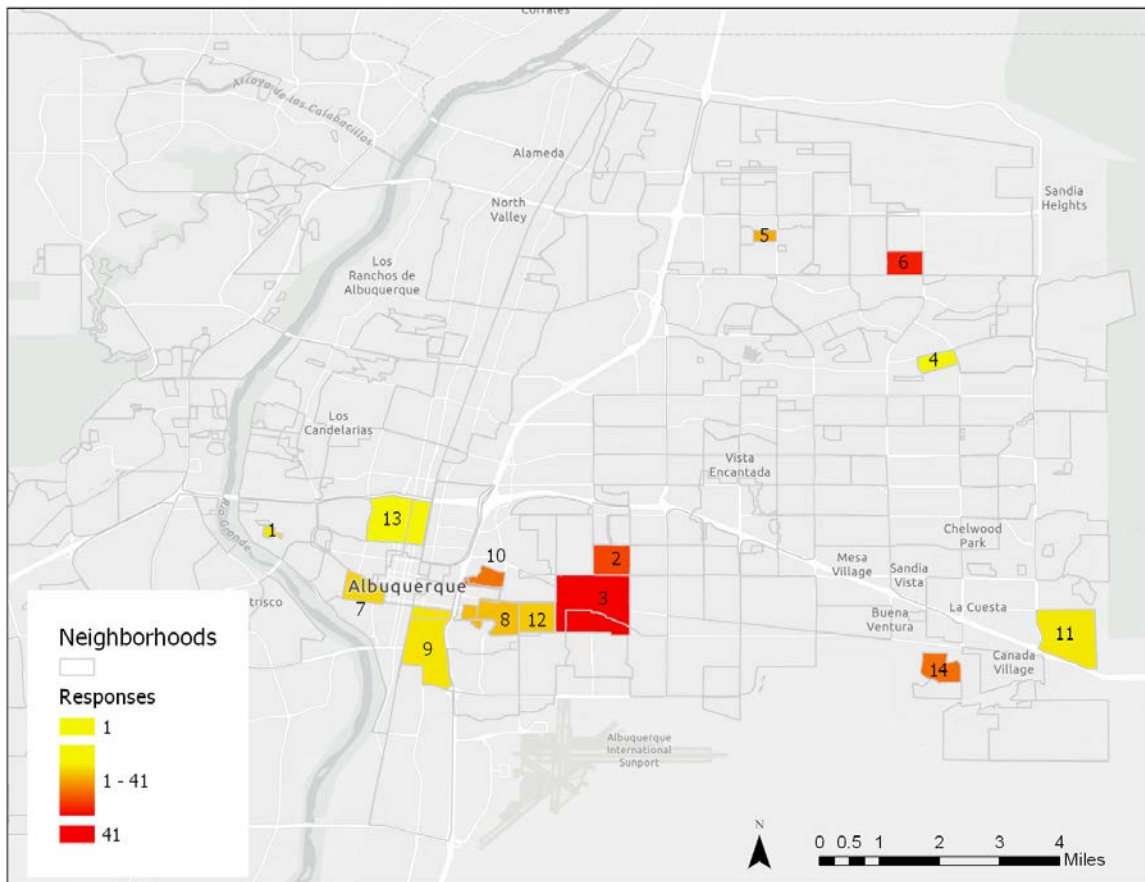 Corrales
Arroyo de los Calabacillas
Alameda
Sandia
Heights
North
Valley
5
6
Los
Ranchos de
Albuquerque
4
Los
Candelarias
Vista
Encantada
Rio Grande
1
13
Chelwood
Park
10
2
Mesa
Village
Sandia
Vista
Albuquerque
3
7
trisco
La Cuesta
Buena
Ventura
8
12
9
11
Canada
Village
14
Neighborhoods
Responses
1
1 - 41
41
Albuquerque
International
Sunport
N
0 0.5 1 2 3 4
Miles